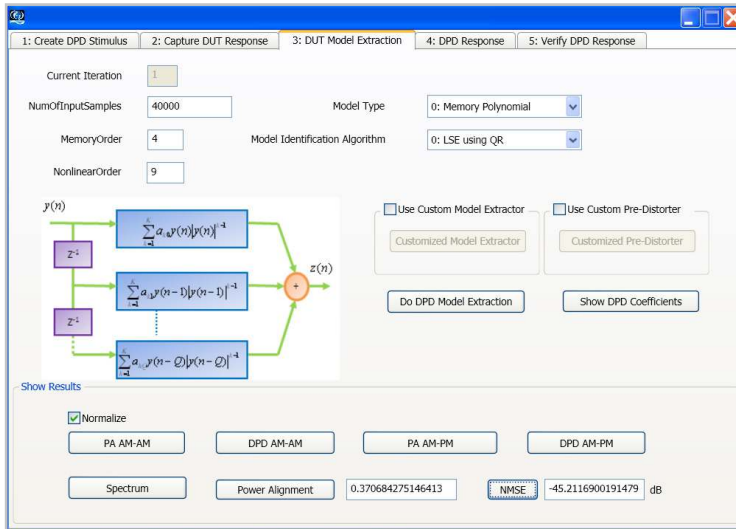 1: Create DPD Stimulus 2: Capture DUT Response 3: DUT Model Extraction 4: DPD Response 5: Verify DPD Response
Current Iteration 1
NumOfInputSamples 40000 Model Type 0: Memory Polynomial
MemoryOrder 4 Model Identification Algorithm 0: LSE using QR
NonlinearOrder 9
y(n)
Use Custom Model Extractor Use Custom Pre-Distorter
Customized Model Extractor Customized Pre-Distorter
z⁻¹
z(n)
+
Do DPD Model Extraction Show DPD Coefficients
z⁻¹
Show Results
Normalize
PA AM-AM DPD AM-AM PA AM-PM DPD AM-PM
Spectrum Power Alignment 0.370684275146413 NMSE -45.2116900191479 dB